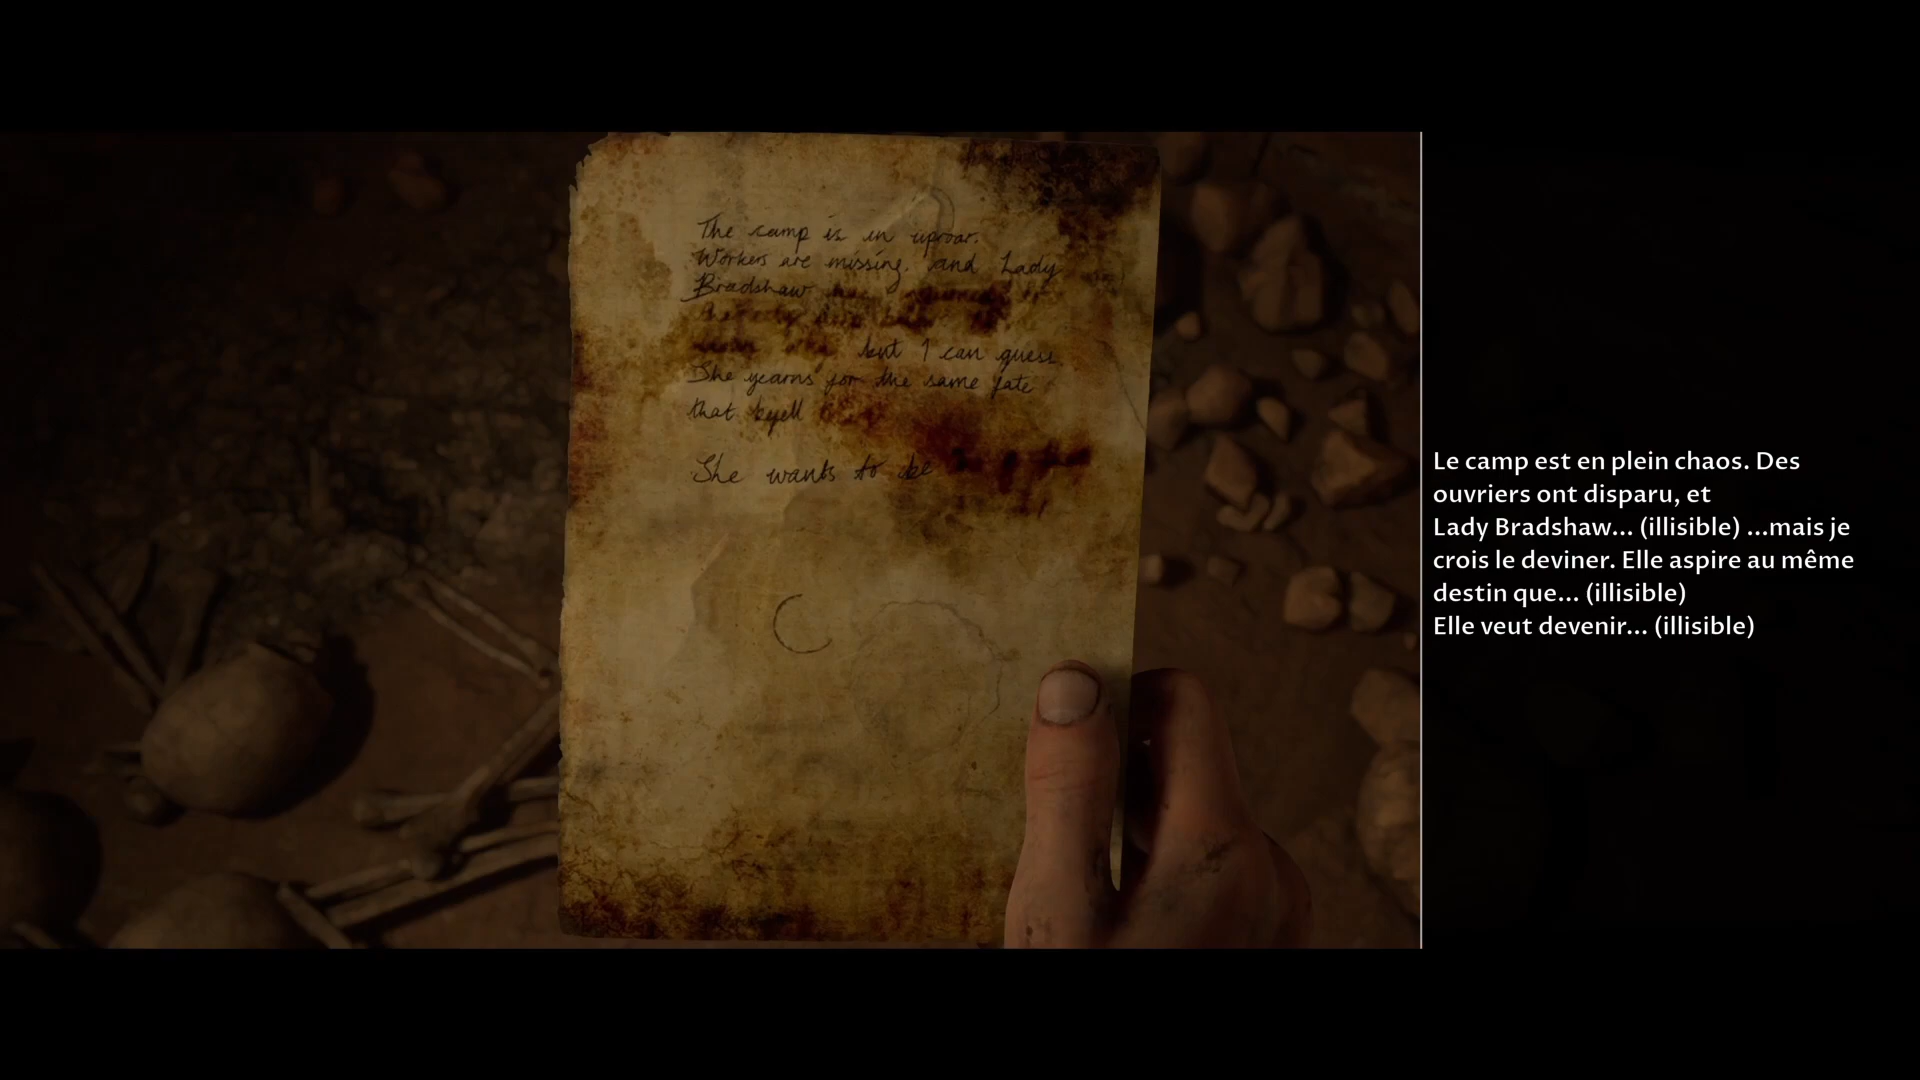 The camp is in uproar.
Workers are missing, and Lady
Bradshaw
but I can guess.
She yearns for the same fate
that
She wants to be
Le camp est en plein chaos. Des
ouvriers ont disparu, et
Lady Bradshaw... (illisible) ...mais je
crois le deviner. Elle aspire au même
destin que... (illisible)
Elle veut devenir... (illisible)